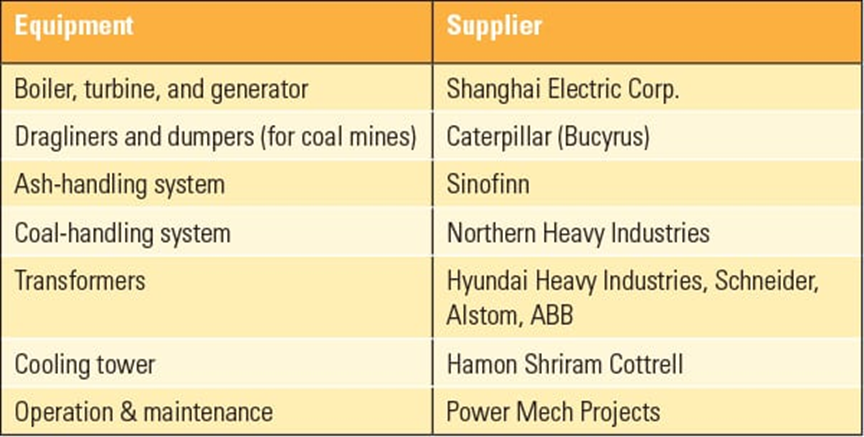 Equipment Supplier
Boiler, turbine, and generator Shanghai Electric Corp.
Dragliners and dumpers (for coal mines) Caterpillar (Bucyrus)
Ash-handling system Sinofinn
Coal-handling system Northern Heavy Industries
Transformers Hyundai Heavy Industries, Schneider,
Alstom, ABB
Cooling tower Hamon Shriram Cottrell
Operation & maintenance Power Mech Projects